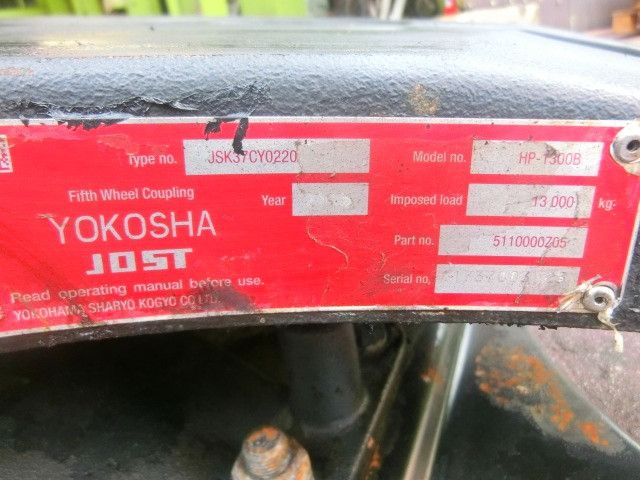 Type no. JSK37CY0220 Model no. HP-1300B
Fifth Wheel Coupling Year Imposed load 13,000 kg
YOKOSHA
JOST
Part no. 5110000Z05
Serial no.
Read operating manual before use.
YOKOHAMA SHARYO KOGYO CO LTD.